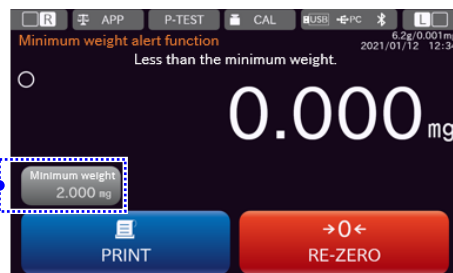 R APP P-TEST CAL USB PC L
Minimum weight alert function
6.2g/0.001mg
2021/01/12 12:34
Less than the minimum weight.
0.000 mg
Minimum weight
2.000 mg
PRINT
→0←
RE-ZERO